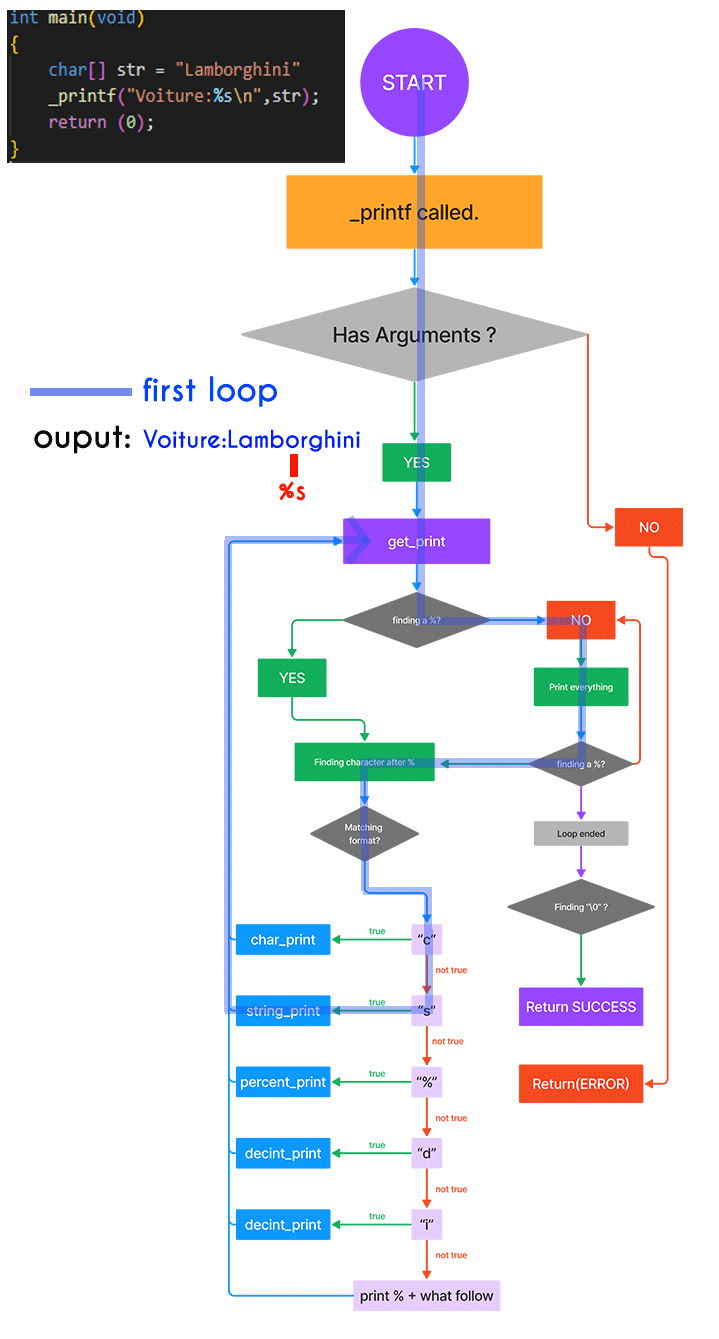 int main(void)
{
char[] str = "Lamborghini"
_printf("Voiture:%s\n",str);
return (0);
}
START
_printf called.
Has Arguments ?
first loop
ouput: Voiture:Lamborghini
%s
YES
NO
get_print
finding a %?
NO
YES
Print everything
Finding character after %
finding a %?
Matching
format?
Loop ended
Finding "\0" ?
char_print
true
"c"
not true
string_print
true
"s"
Return SUCCESS
not true
percent_print
true
"%"
Return(ERROR)
not true
decint_print
true
"d"
not true
decint_print
true
"i"
not true
print % + what follow